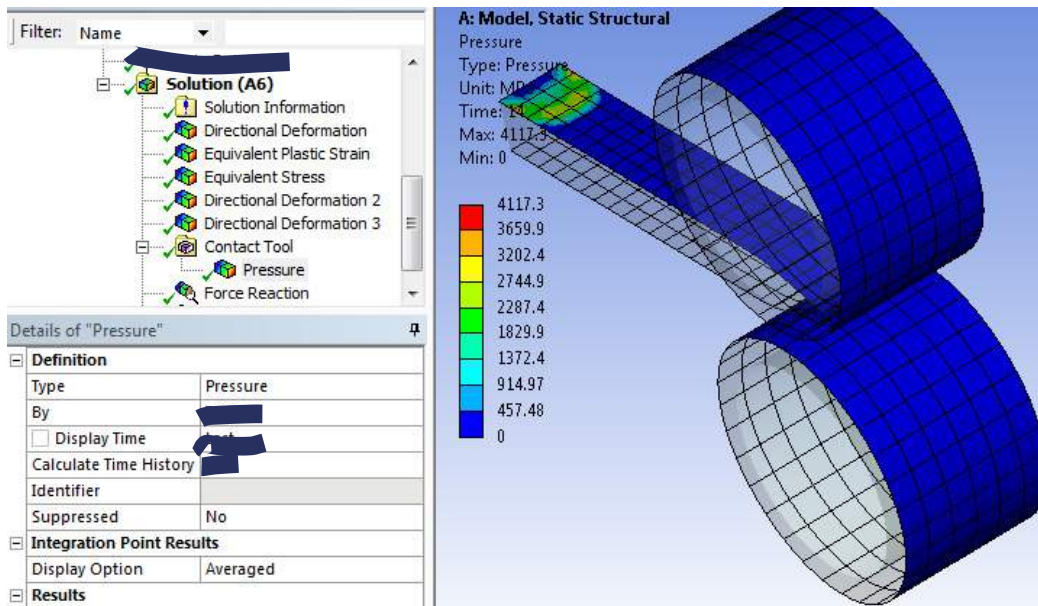 Filter: Name
Solution (A6)
Solution Information
Directional Deformation
Equivalent Plastic Strain
Equivalent Stress
Directional Deformation 2
Directional Deformation 3
Contact Tool
Pressure
Force Reaction
Details of "Pressure"
Definition
Type Pressure
By
Display Time
Calculate Time History
Identifier
Suppressed No
Integration Point Results
Display Option Averaged
Results
A: Model, Static Structural
Pressure
Type: Pressure
Unit:
Time:
Max: 4117.3
Min: 0
4117.3
3659.9
3202.4
2744.9
2287.4
1829.9
1372.4
914.97
457.48
0